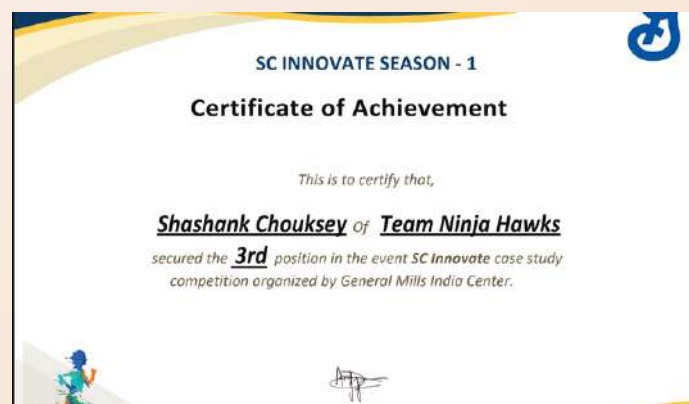 SC INNOVATE SEASON - 1
Certificate of Achievement
This is to certify that,
Shashank Chouksey Of Team Ninja Hawks
secured the 3rd position in the event SC Innovate case study
competition organized by General Mills India Center.